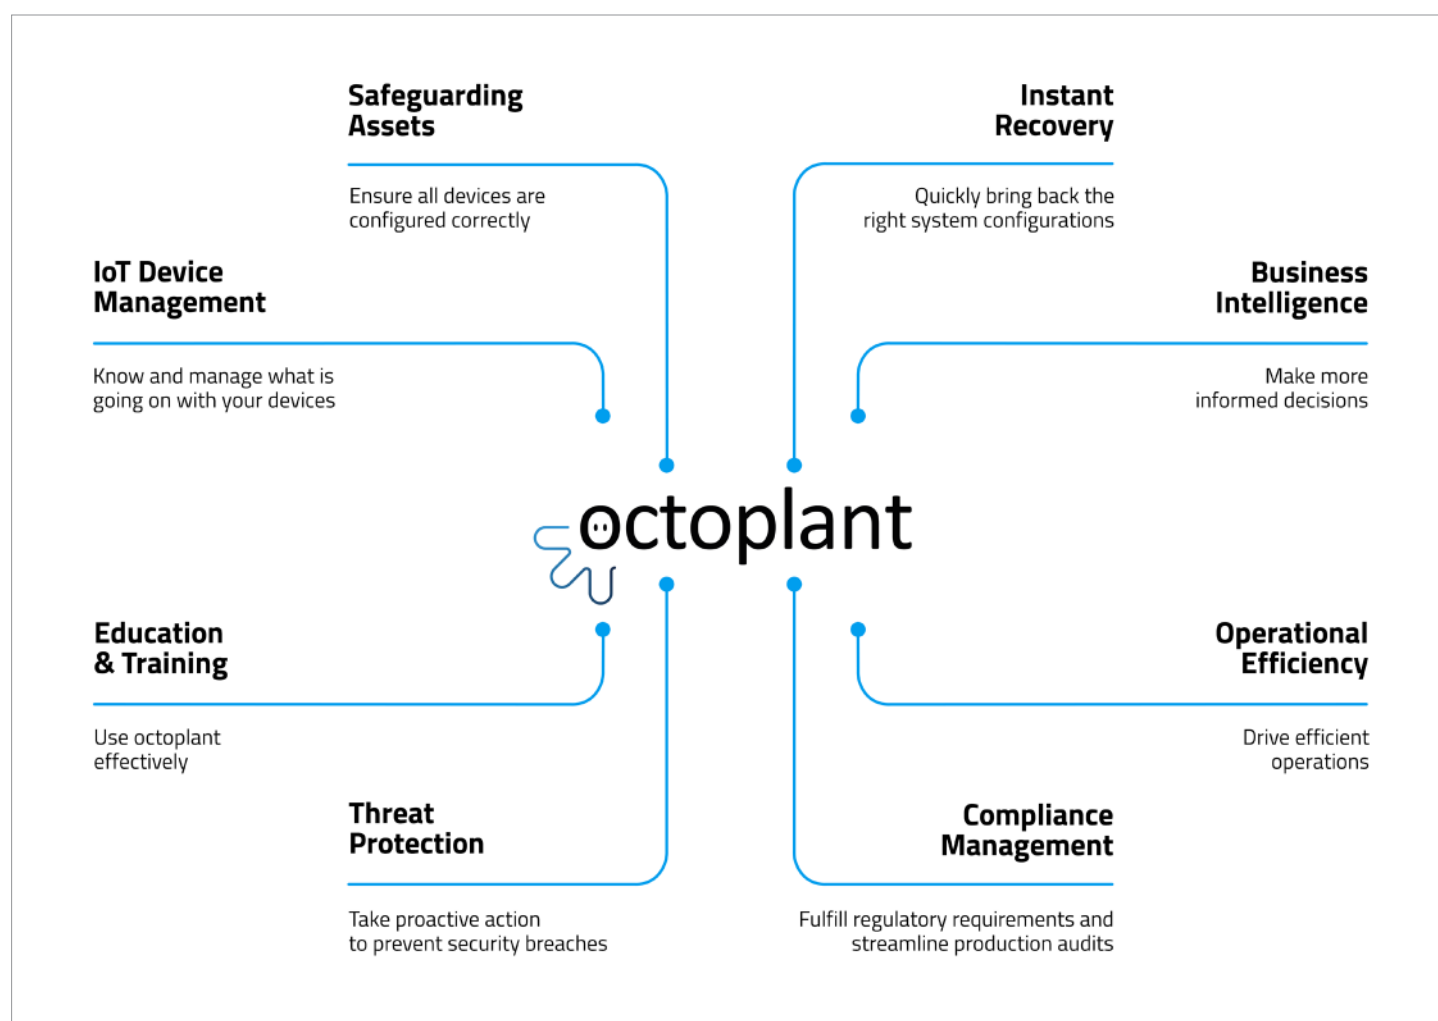 Safeguarding
Assets
Ensure all devices are
configured correctly
Instant
Recovery
Quickly bring back the
right system configurations
IoT Device
Management
Know and manage what is
going on with your devices
Business
Intelligence
Make more
informed decisions
octoplant
Education
& Training
Use octoplant
effectively
Operational
Efficiency
Drive efficient
operations
Threat
Protection
Take proactive action
to prevent security breaches
Compliance
Management
Fulfill regulatory requirements and
streamline production audits